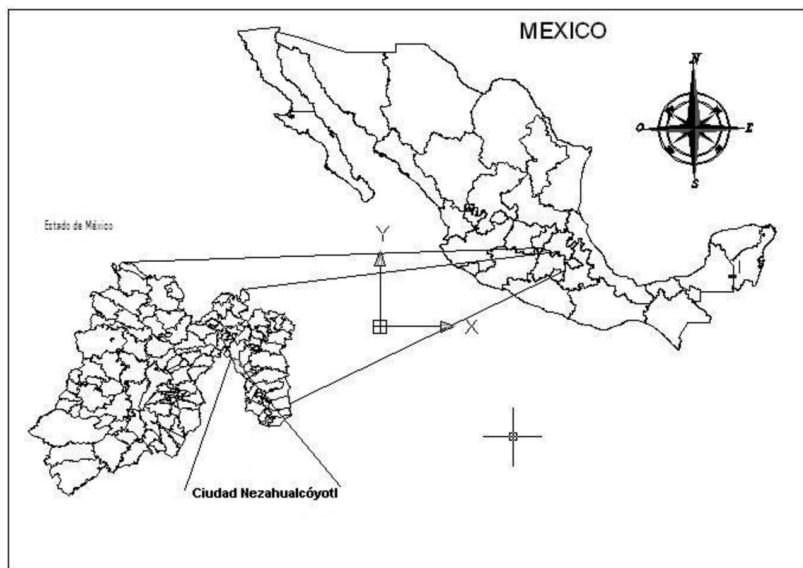 MEXICO
N
O E
S
Estado de México
Y
X
Ciudad Nezahualcóyotl